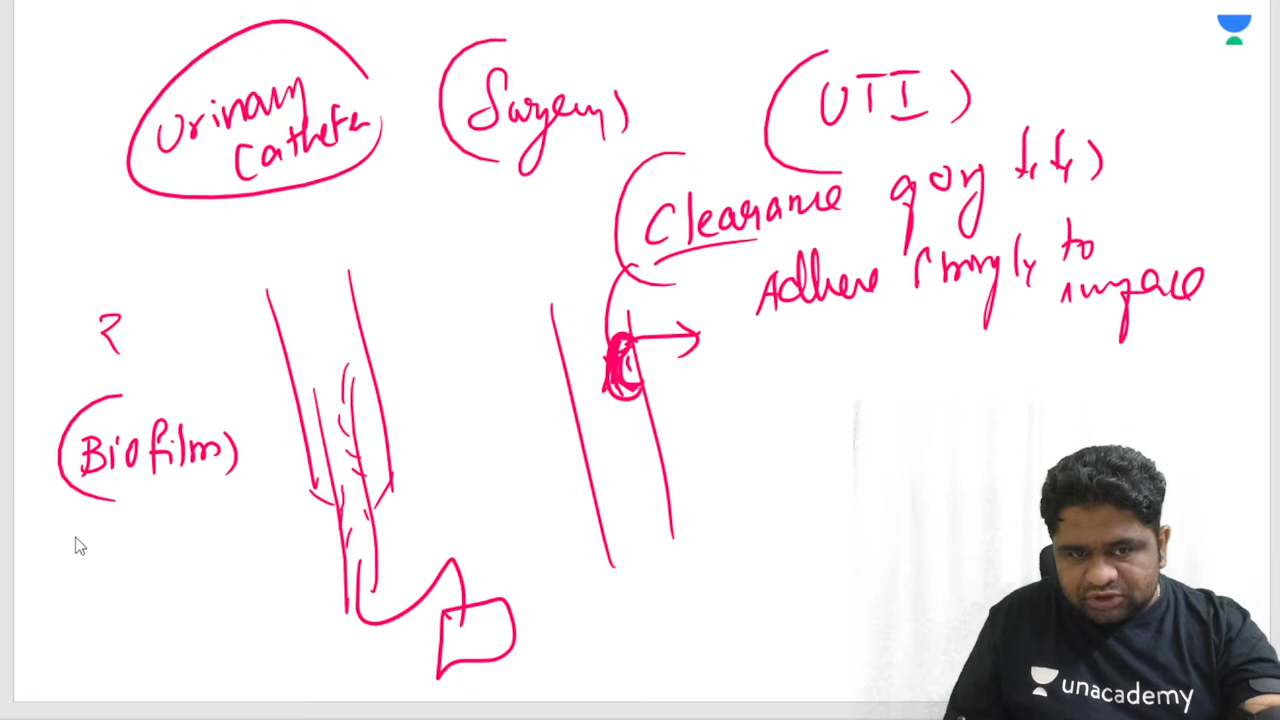 Urinary
Catheter
(Surgery)
(UTI)
(Clearance
Adhere strongly to
surface
?
(Biofilm)
unacademy